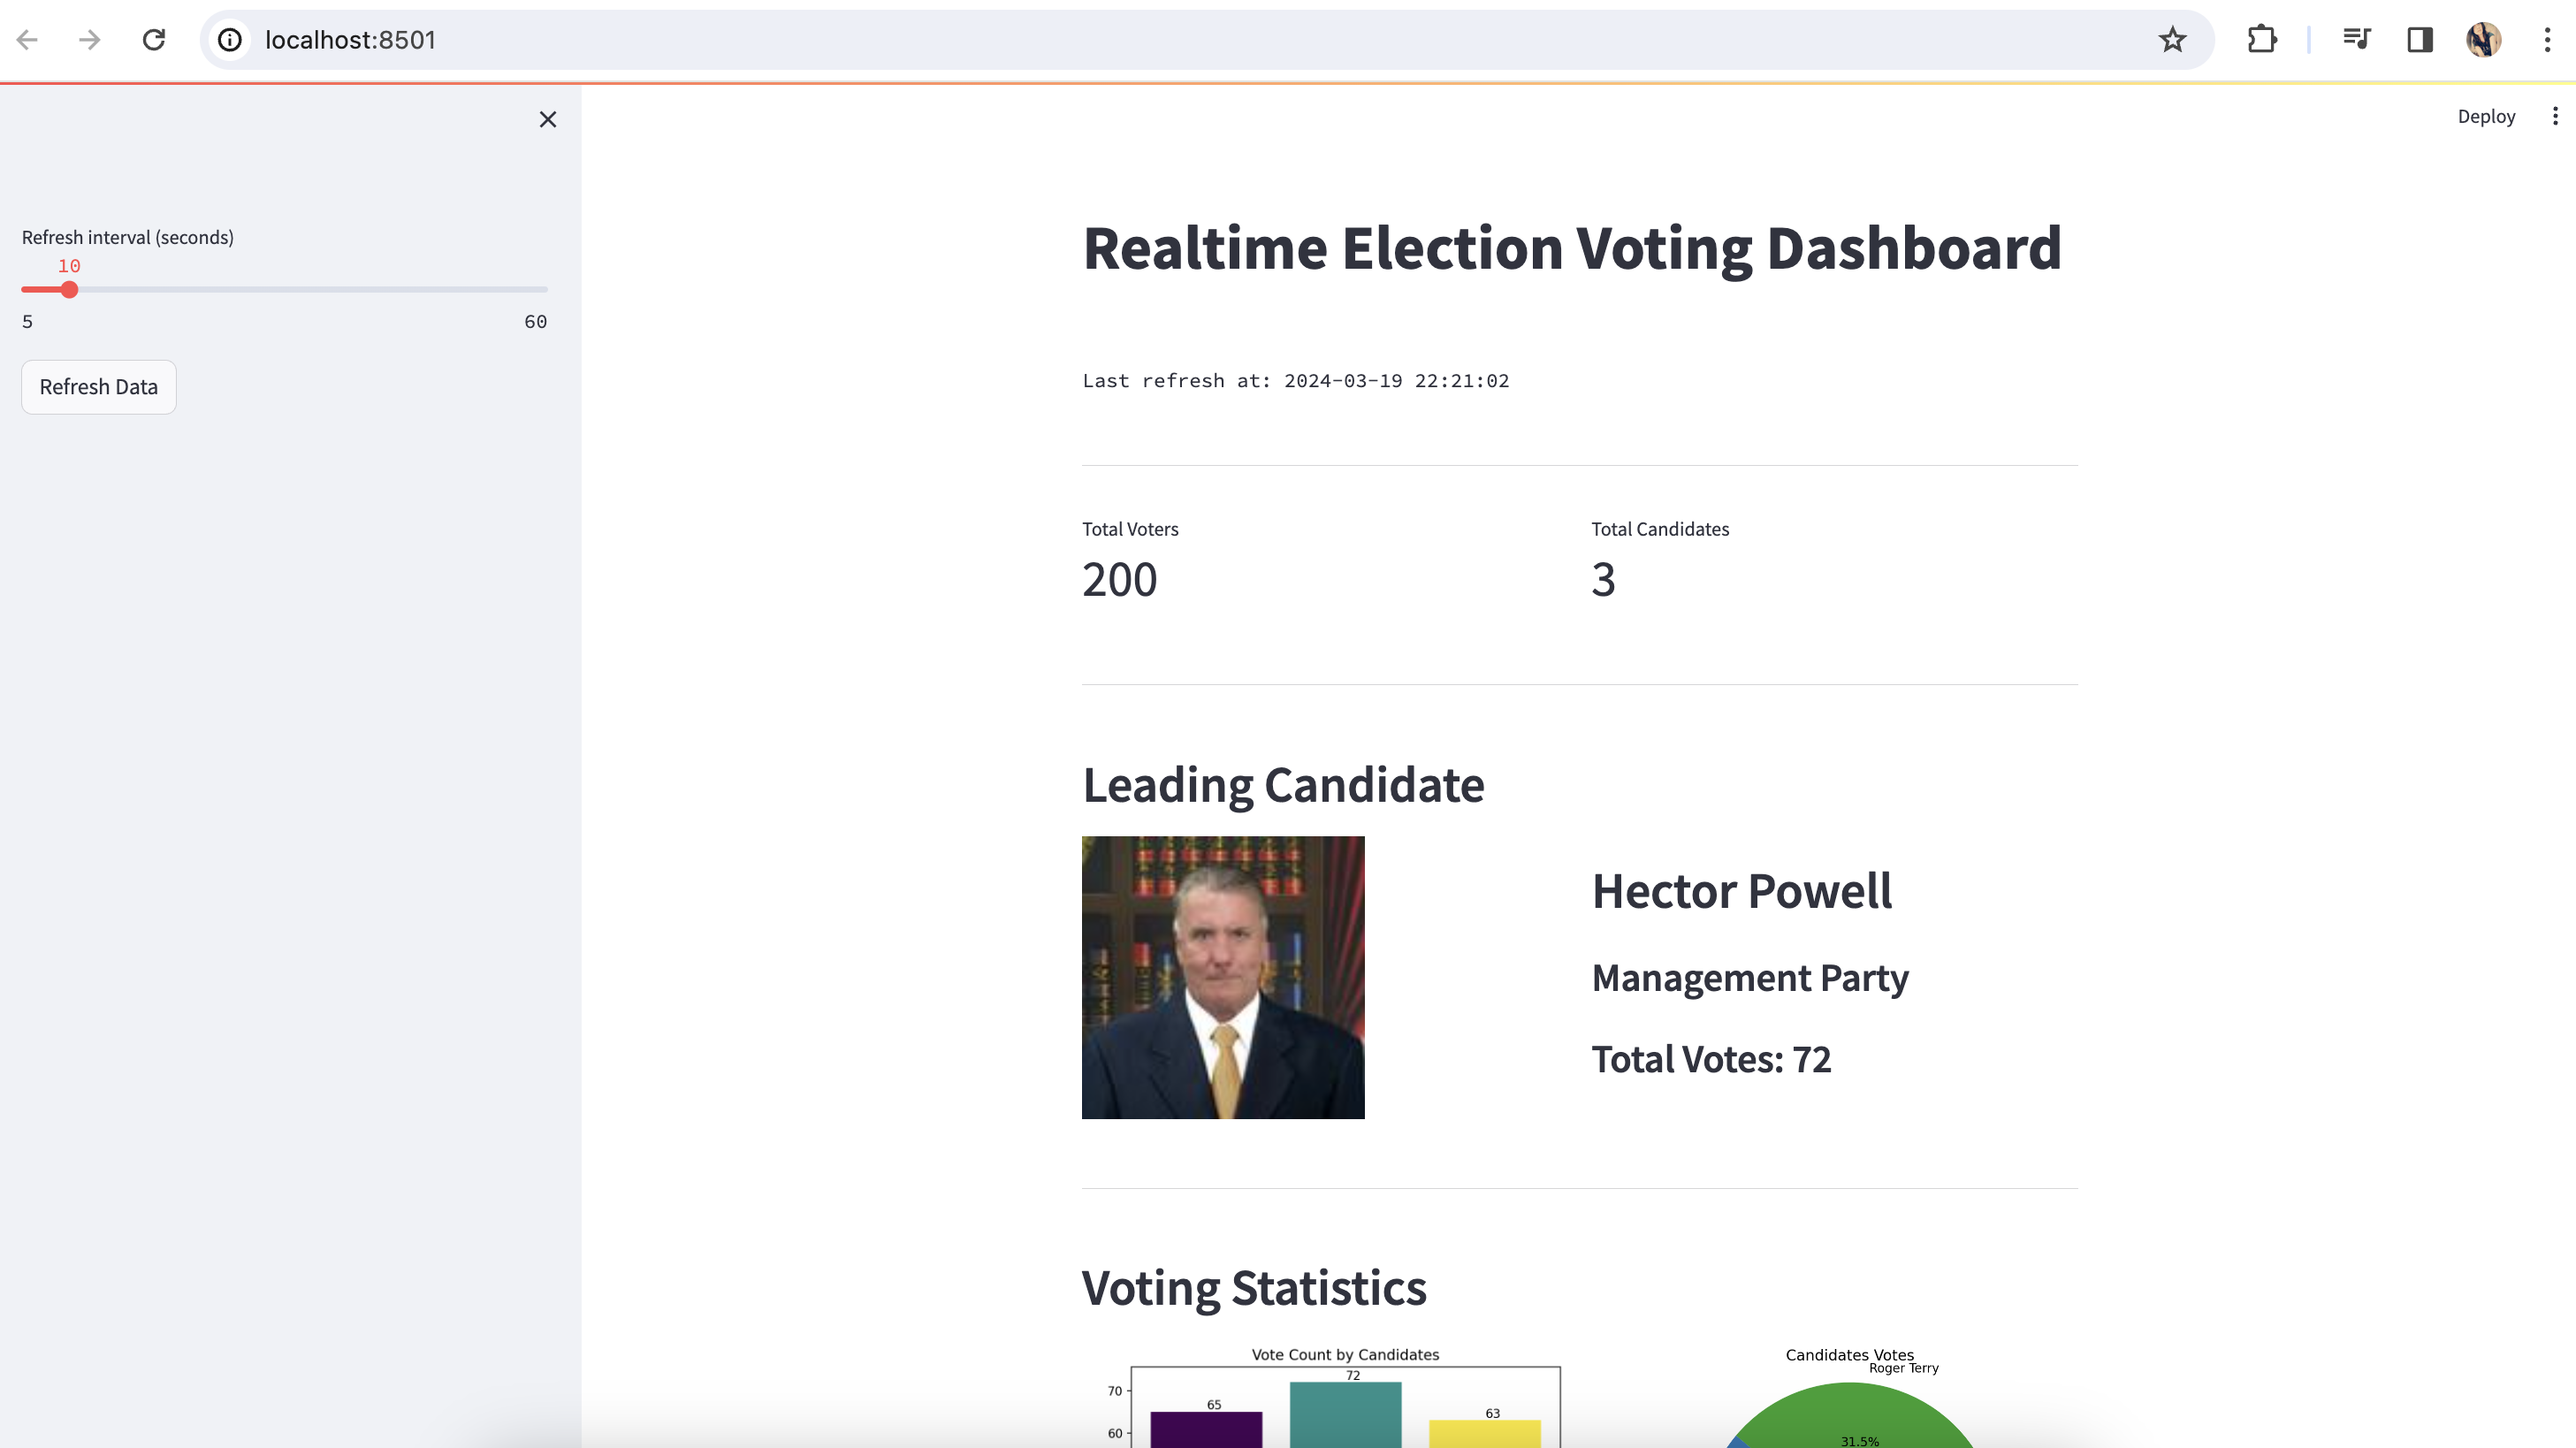 localhost:8501
Deploy
Refresh interval (seconds)
10
5 60
Refresh Data
Realtime Election Voting Dashboard
Last refresh at: 2024-03-19 22:21:02
Total Voters
200
Total Candidates
3
Leading Candidate
Hector Powell
Management Party
Total Votes: 72
Voting Statistics
Vote Count by Candidates
72
70
65
63
60
Candidates Votes
Roger Terry
31.5%